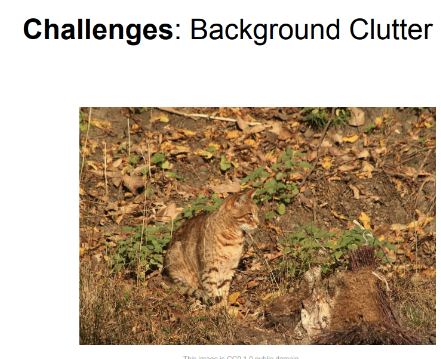 Challenges: Background Clutter
This image is CC0 1.0 public domain